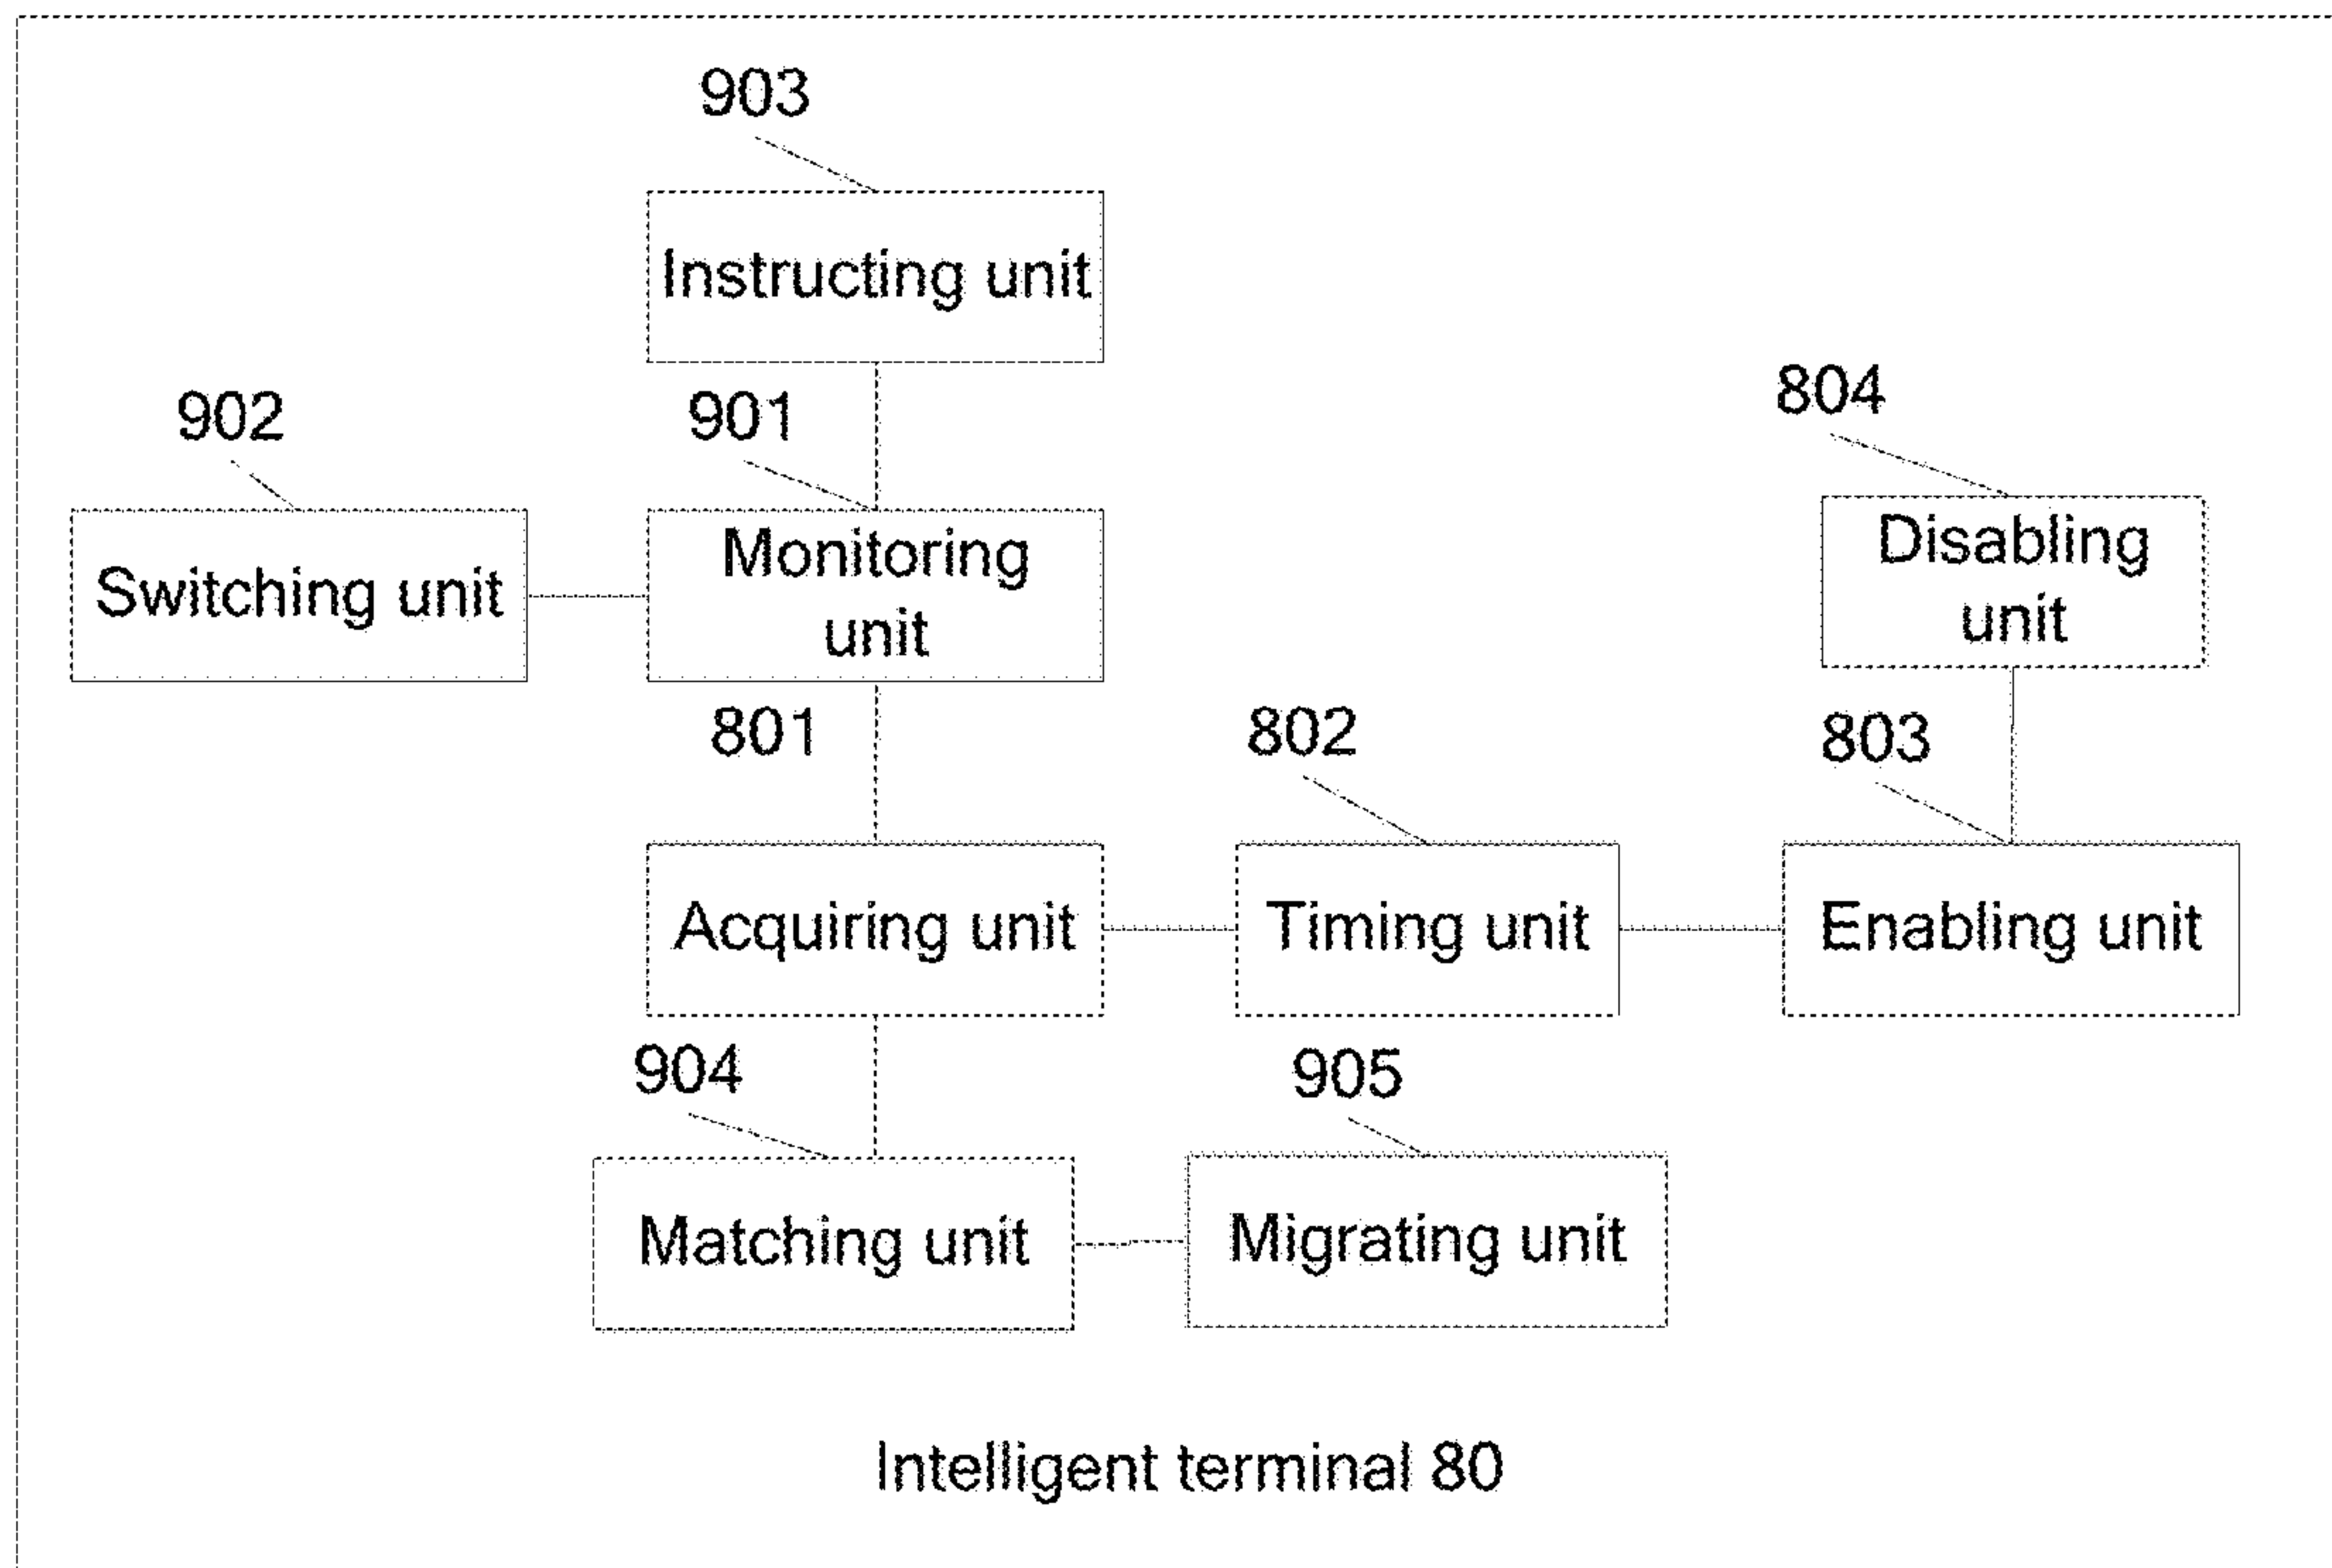 903
Instructing unit
902
901
804
Switching unit
Monitoring
unit
Disabling
unit
801
802
803
Acquiring unit
Timing unit
Enabling unit
904
905
Matching unit
Migrating unit
Intelligent terminal 80